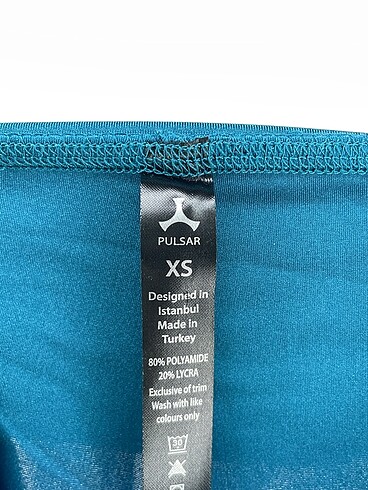 PULSAR
XS
Designed in
Istanbul
Made in
Turkey
80% POLYAMIDE
20% LYCRA
Exclusive of trim
Wash with like
colours only
30